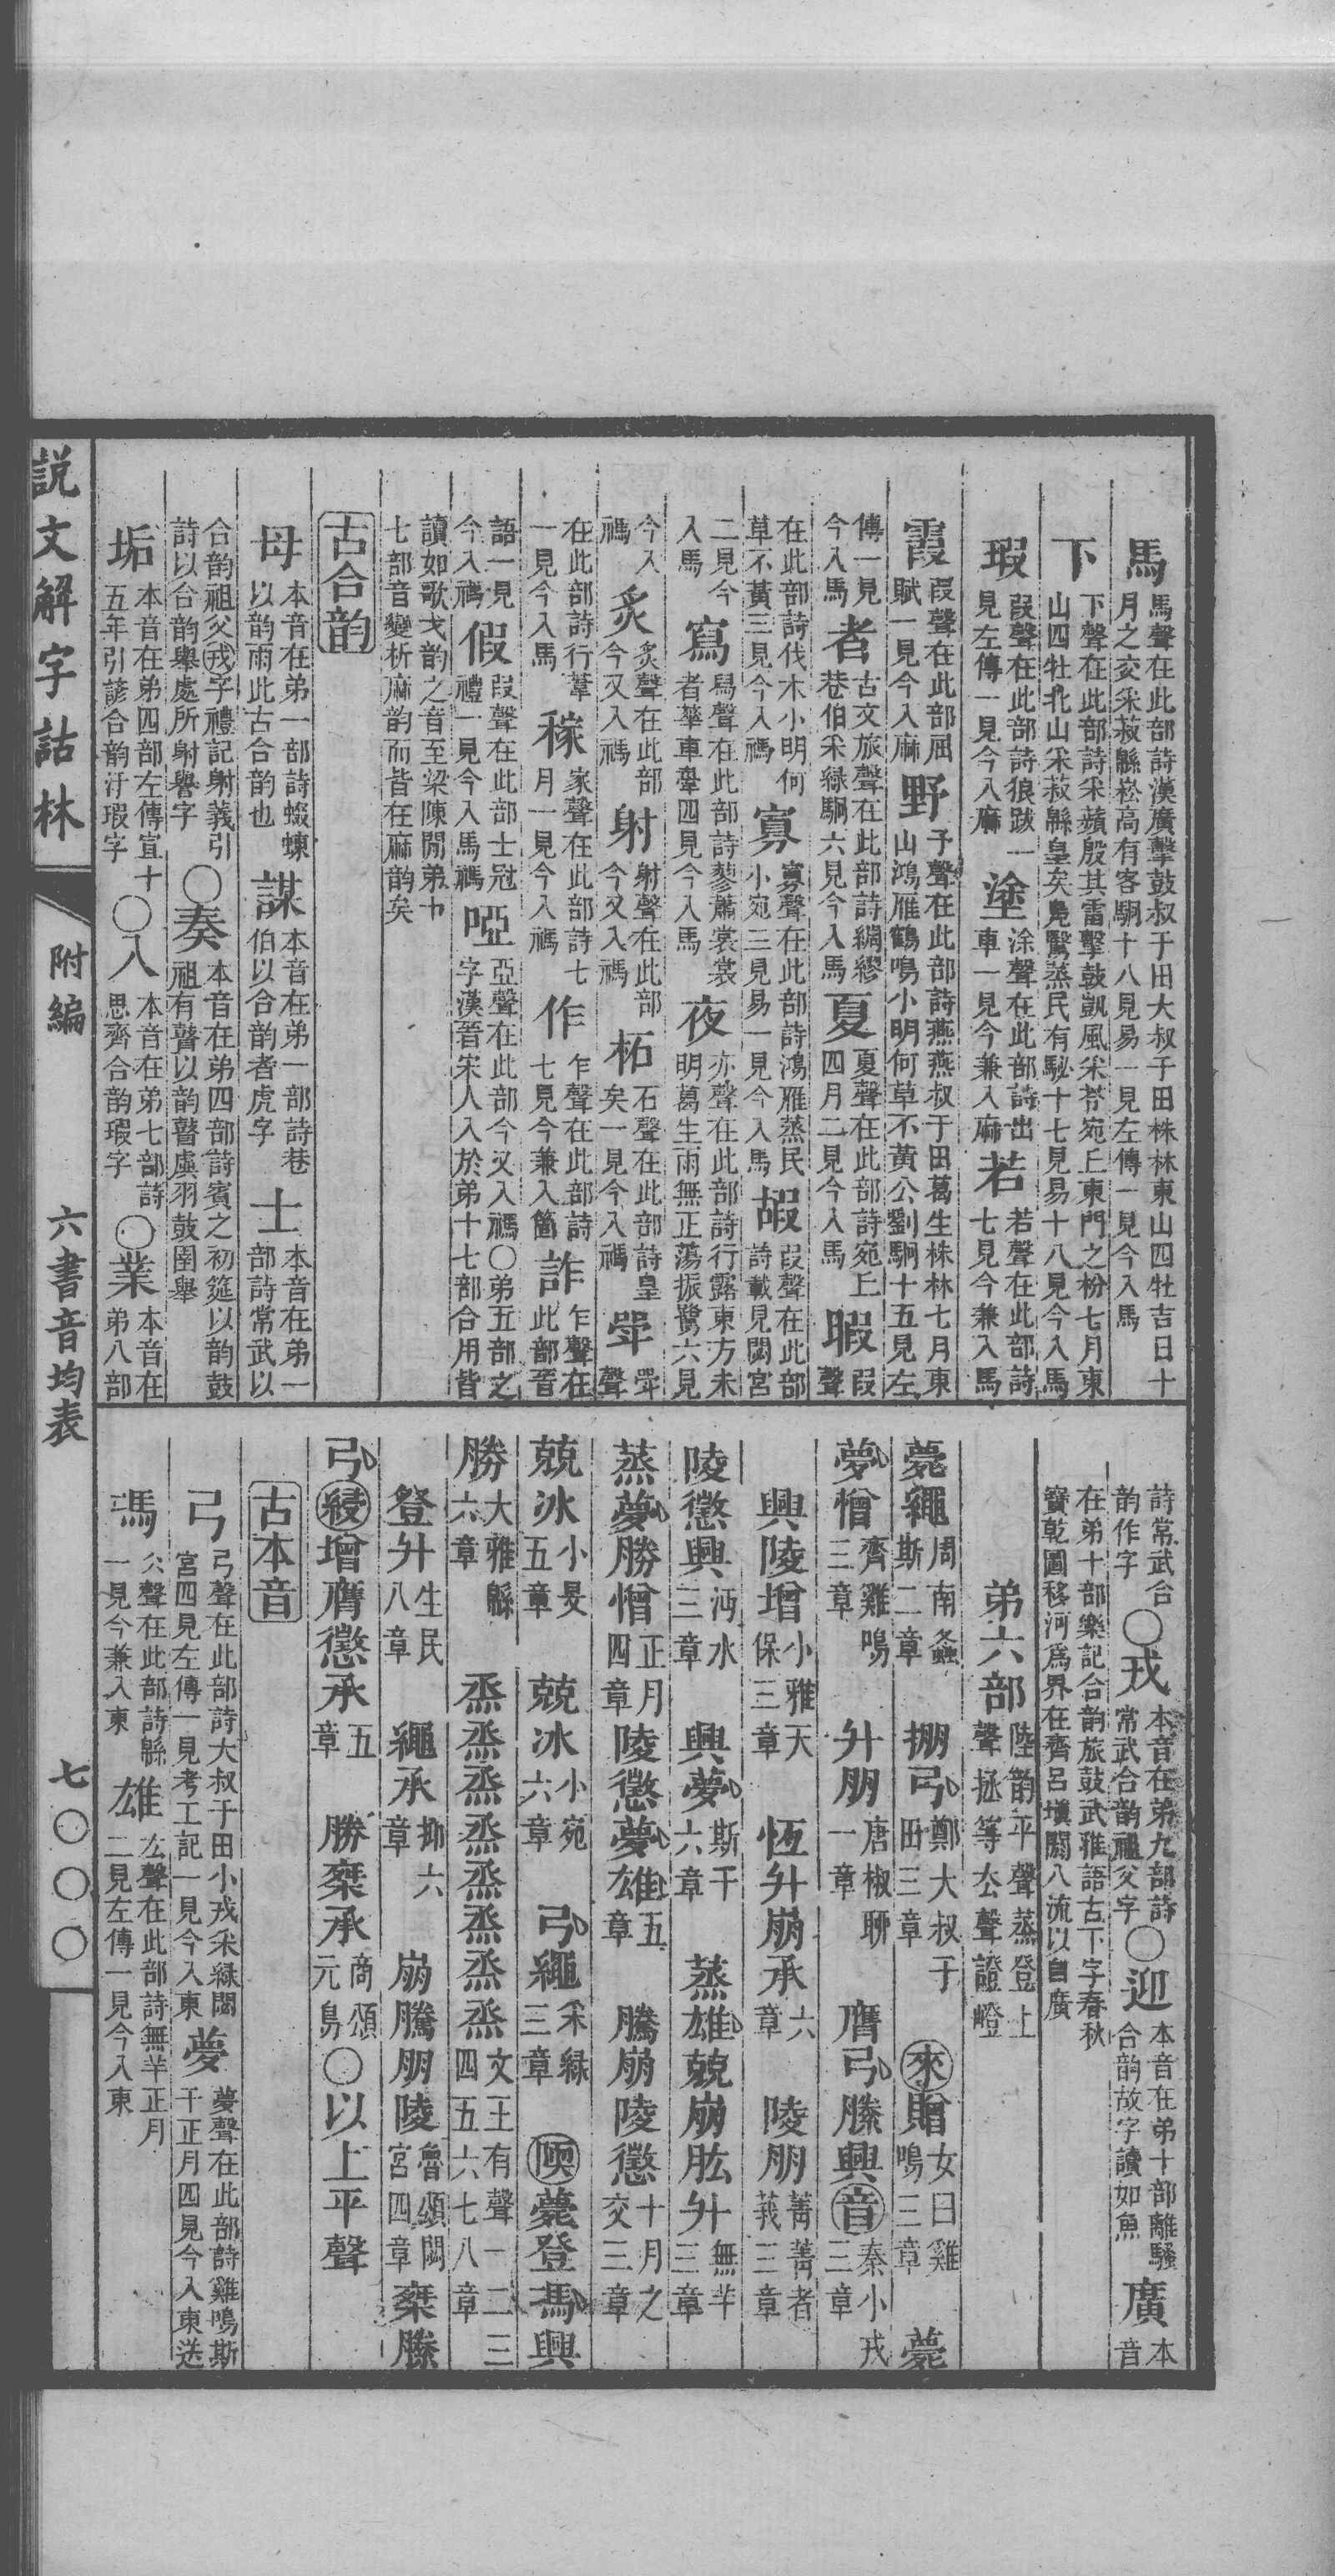 馬馬聲在此部詩漢廣擊鼓叔于田大叔于田株林東山四牡吉日十月之交采菽緜崧高有客駉十八見易一見左傳一見今入馬
下下聲在此部詩采蘋殷其雷擊鼓凱風采苓宛丘東門之枌七月東山四牡北山采菽緜皇矣鳧鷖蒸民有駜十七見易十八見今入馬
瑕叚聲在此部詩狼跋一見左傳一見今入麻 塗涂聲在此部詩出車一見今兼入麻 若若聲在此部詩七見今兼入馬
霞叚聲在此部屈賦一見今入麻 野予聲在此部詩燕燕叔于田葛生株林七月東山鴻雁鶴鳴小明何草不黃公劉駉十五見左
傳一見今入馬 者古文旅聲在此部詩綢繆巷伯采綠駉六見今入馬 夏夏聲在此部詩宛丘四月二見今入馬 暇叚聲
在此部詩伐木小明何草不黃三見今入禡 寡寡聲在此部詩鴻雁蒸民小宛三見易一見今入馬 嘏叚聲在此部詩載見閟宮
二見今入馬 寫舄聲在此部詩蓼蕭裳裳者華車舝四見今入馬 夜亦聲在此部詩行露東方未明葛生雨無正蕩振鷺六見
今入禡 炙炙聲在此部今又入禡 射射聲在此部今又入禡 柘石聲在此部詩皇矣一見今入禡 斝斝聲
在此部詩行葦一見今入馬 稼家聲在此部詩七月一見今入禡 作乍聲在此部詩七見今兼入箇 詐乍聲在此部晉
語一見今入禡 假叚聲在此部士冠禮一見今入馬禡 啞亞聲在此部今又入禡〇弟五部之字漢晉宋人入於弟十七部合用皆
讀如歌戈韵之音至梁陳閒弟十七部音變析麻韵而皆在麻韵矣
古合韵
母本音在弟一部詩蝃蝀以韵雨此古合韵也 謀本音在弟一部詩巷伯以合韵者虎字 士本音在弟一部詩常武以
合韵祖父戎字禮記射義引詩以合韵舉處所射譽字 〇奏本音在弟四部詩賓之初筵以韵鼓祖有瞽以韵瞽虡羽鼓圉舉
垢本音在弟四部左傳宣十五年引諺合韵汙瑕字 〇入本音在弟七部詩思齊合韵瑕字 〇業本音在弟八部
詩常武合韵作字 〇戎本音在弟九部詩常武合韵祖父字 〇迎本音在弟十部離騷合韵故字讀如魚 廣本音
在弟十部樂記合韵旅鼓武雅語古下字春秋寶乾圖移河爲界在齊呂塡閼八流以自廣
弟六部陸韵平聲蒸登上聲拯等厺聲證嶝
薨繩周南螽斯二章 掤弓鄭大叔于田三章 來贈女曰雞鳴三章 薨
夢憎齊雞鳴三章 升朋唐椒聊一章 膺弓縢興音秦小戎三章
興陵增小雅天保三章 恆升崩承六章 陵朋菁菁者莪三章
陵懲興沔水三章 興夢斯干六章 蒸雄兢崩肱升無羊三章
蒸夢勝憎正月四章 陵懲夢雄五章 騰崩陵懲十月之交三章
兢冰小旻五章 兢冰小宛六章 弓繩采綠三章 陾薨登馮興
勝大雅緜六章 烝烝烝烝烝烝烝烝文王有聲一二三四五六七八章
登升生民八章 繩承抑六章 崩騰朋陵魯頌閟宮四章 乘縢
弓綅增膺懲承五章 勝乘承商頌元鳥〇以上平聲
古本音
弓弓聲在此部詩大叔于田小戎采綠閟宮四見左傳一見考工記一見今入東 夢夢聲在此部詩雞鳴斯干正月四見今入東送
馮仌聲在此部詩緜一見今兼入東 雄厷聲在此部詩無羊正月二見左傳一見今入東
説文解字詁林 附編 六書音均表 七〇〇〇